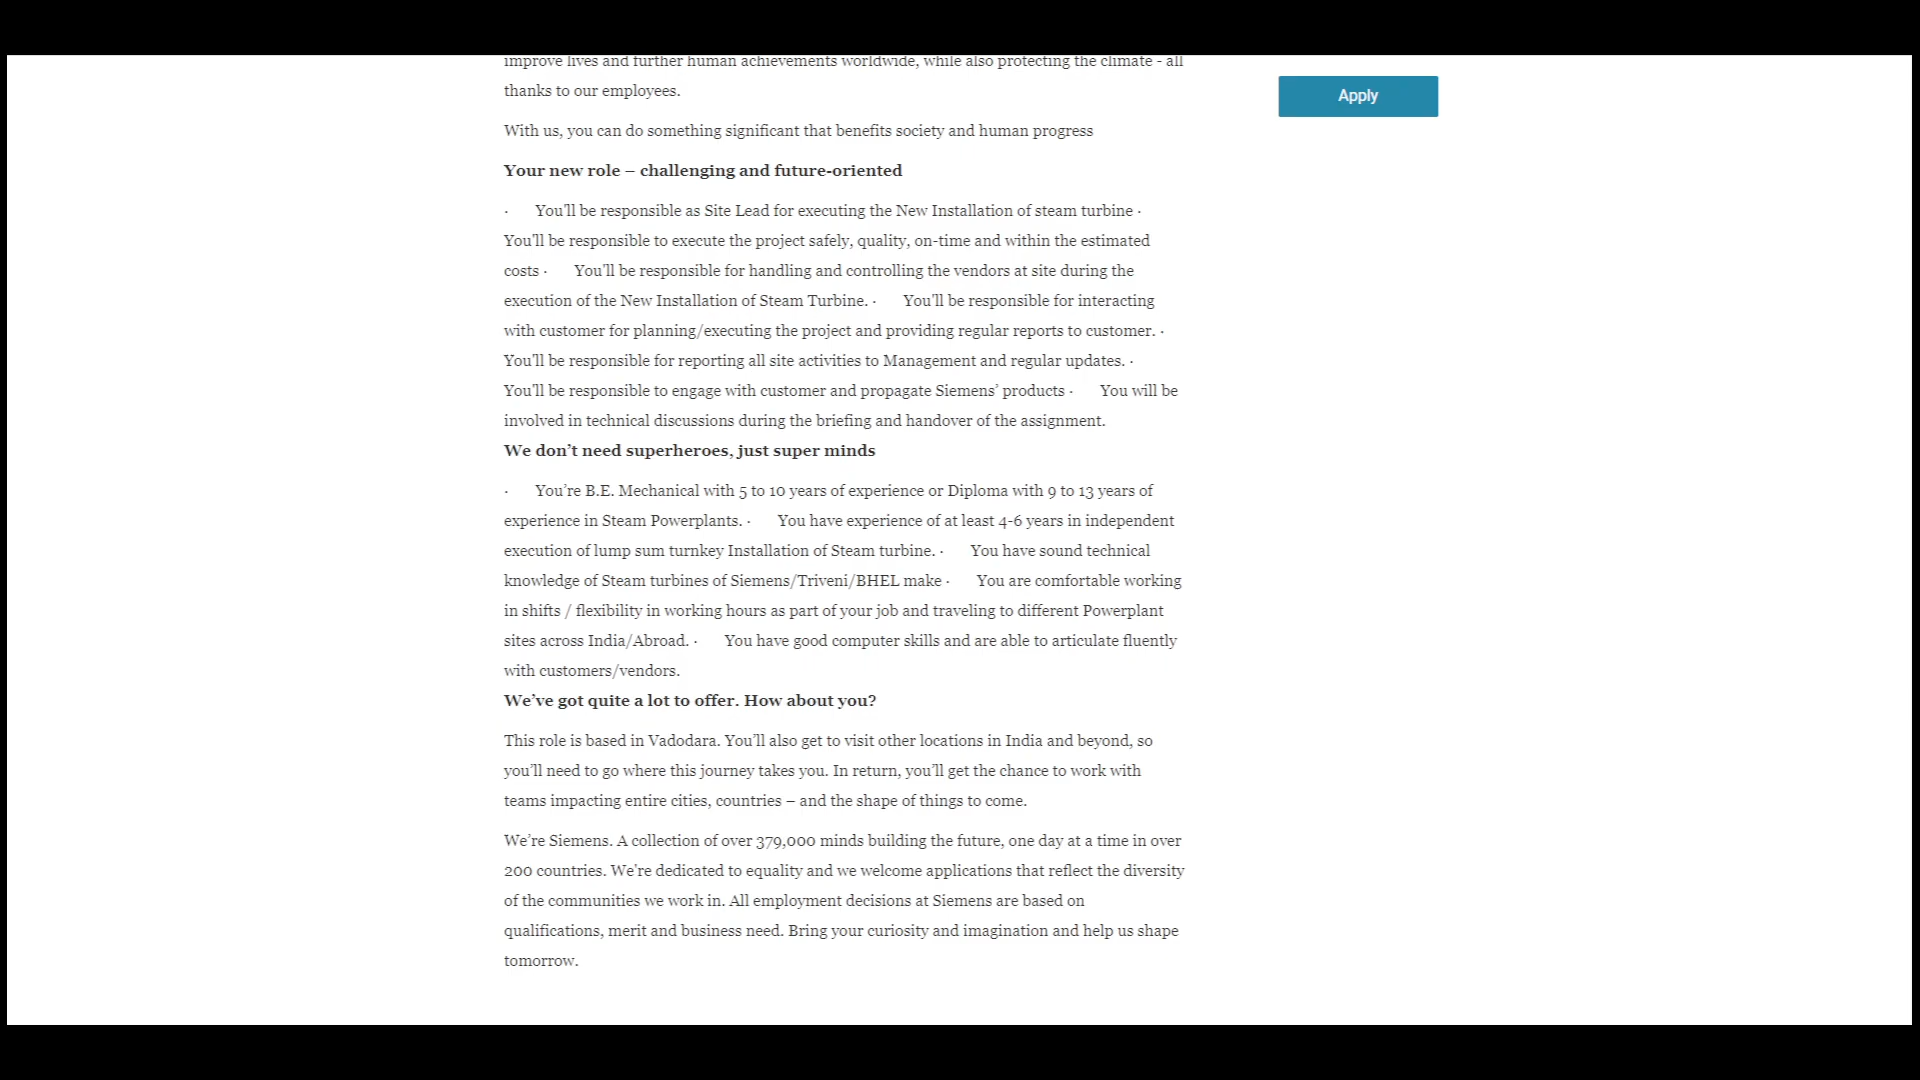 improve lives and further human achievements worldwide, while also protecting the climate - all
thanks to our employees.
Apply
With us, you can do something significant that benefits society and human progress
Your new role – challenging and future-oriented
· You'll be responsible as Site Lead for executing the New Installation of steam turbine ·
You'll be responsible to execute the project safely, quality, on-time and within the estimated
costs · You'll be responsible for handling and controlling the vendors at site during the
execution of the New Installation of Steam Turbine. · You'll be responsible for interacting
with customer for planning/executing the project and providing regular reports to customer. ·
You'll be responsible for reporting all site activities to Management and regular updates. ·
You'll be responsible to engage with customer and propagate Siemens’ products · You will be
involved in technical discussions during the briefing and handover of the assignment.
We don’t need superheroes, just super minds
· You’re B.E. Mechanical with 5 to 10 years of experience or Diploma with 9 to 13 years of
experience in Steam Powerplants. · You have experience of at least 4-6 years in independent
execution of lump sum turnkey Installation of Steam turbine. · You have sound technical
knowledge of Steam turbines of Siemens/Triveni/BHEL make · You are comfortable working
in shifts / flexibility in working hours as part of your job and traveling to different Powerplant
sites across India/Abroad. · You have good computer skills and are able to articulate fluently
with customers/vendors.
We’ve got quite a lot to offer. How about you?
This role is based in Vadodara. You’ll also get to visit other locations in India and beyond, so
you’ll need to go where this journey takes you. In return, you’ll get the chance to work with
teams impacting entire cities, countries – and the shape of things to come.
We’re Siemens. A collection of over 379,000 minds building the future, one day at a time in over
200 countries. We're dedicated to equality and we welcome applications that reflect the diversity
of the communities we work in. All employment decisions at Siemens are based on
qualifications, merit and business need. Bring your curiosity and imagination and help us shape
tomorrow.